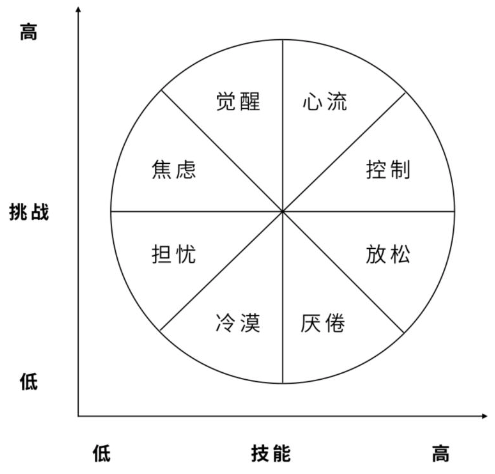 高
觉醒 心流
焦虑 控制
挑战
担忧 放松
冷漠 厌倦
低
低 技能 高